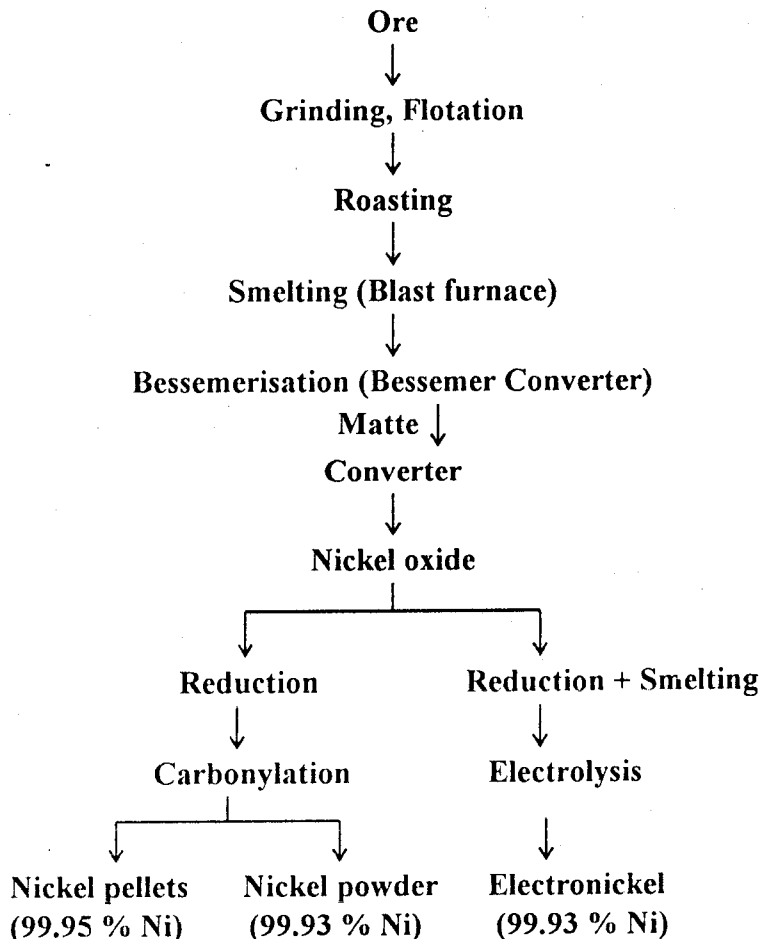 Ore
Grinding, Flotation
Roasting
Smelting (Blast furnace)
Bessemerisation (Bessemer Converter)
Matte
Converter
Nickel oxide
Reduction
Reduction + Smelting
Carbonylation
Electrolysis
Nickel pellets
(99.95 % Ni)
Nickel powder
(99.93 % Ni)
Electronickel
(99.93 % Ni)